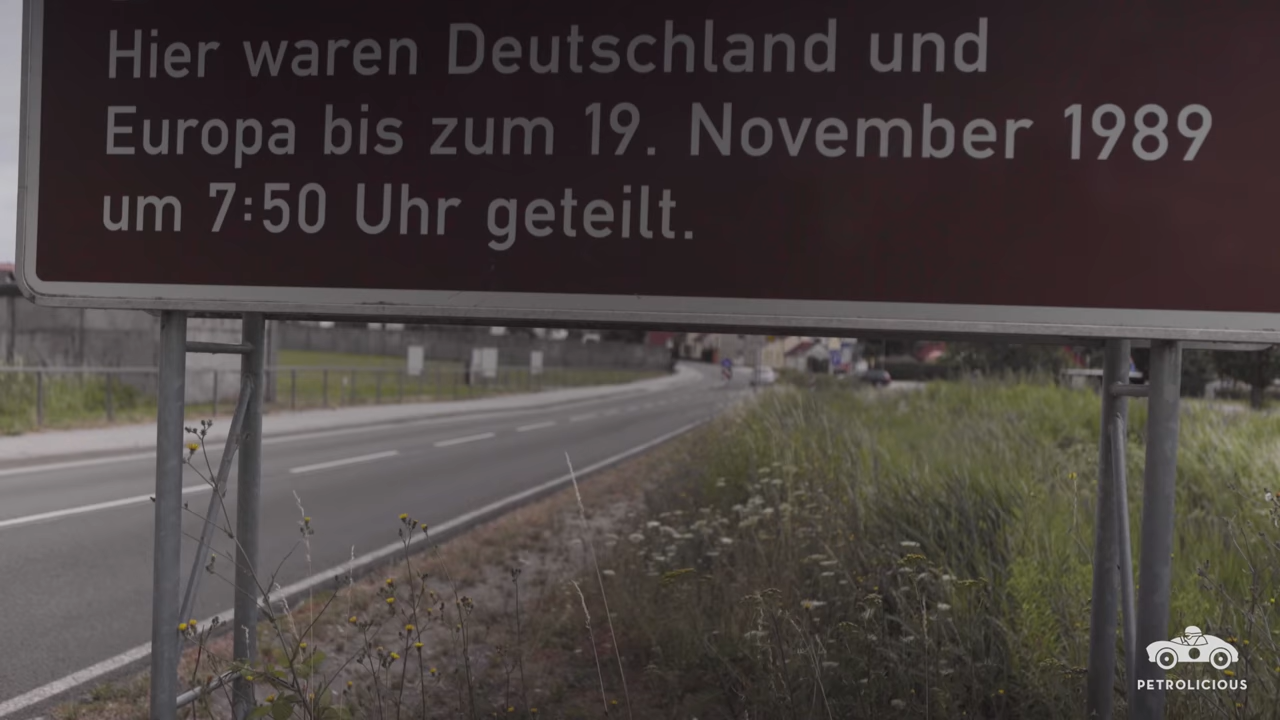 Hier waren Deutschland und
Europa bis zum 19. November 1989
um 7:50 Uhr geteilt.
PETROLICIOUS